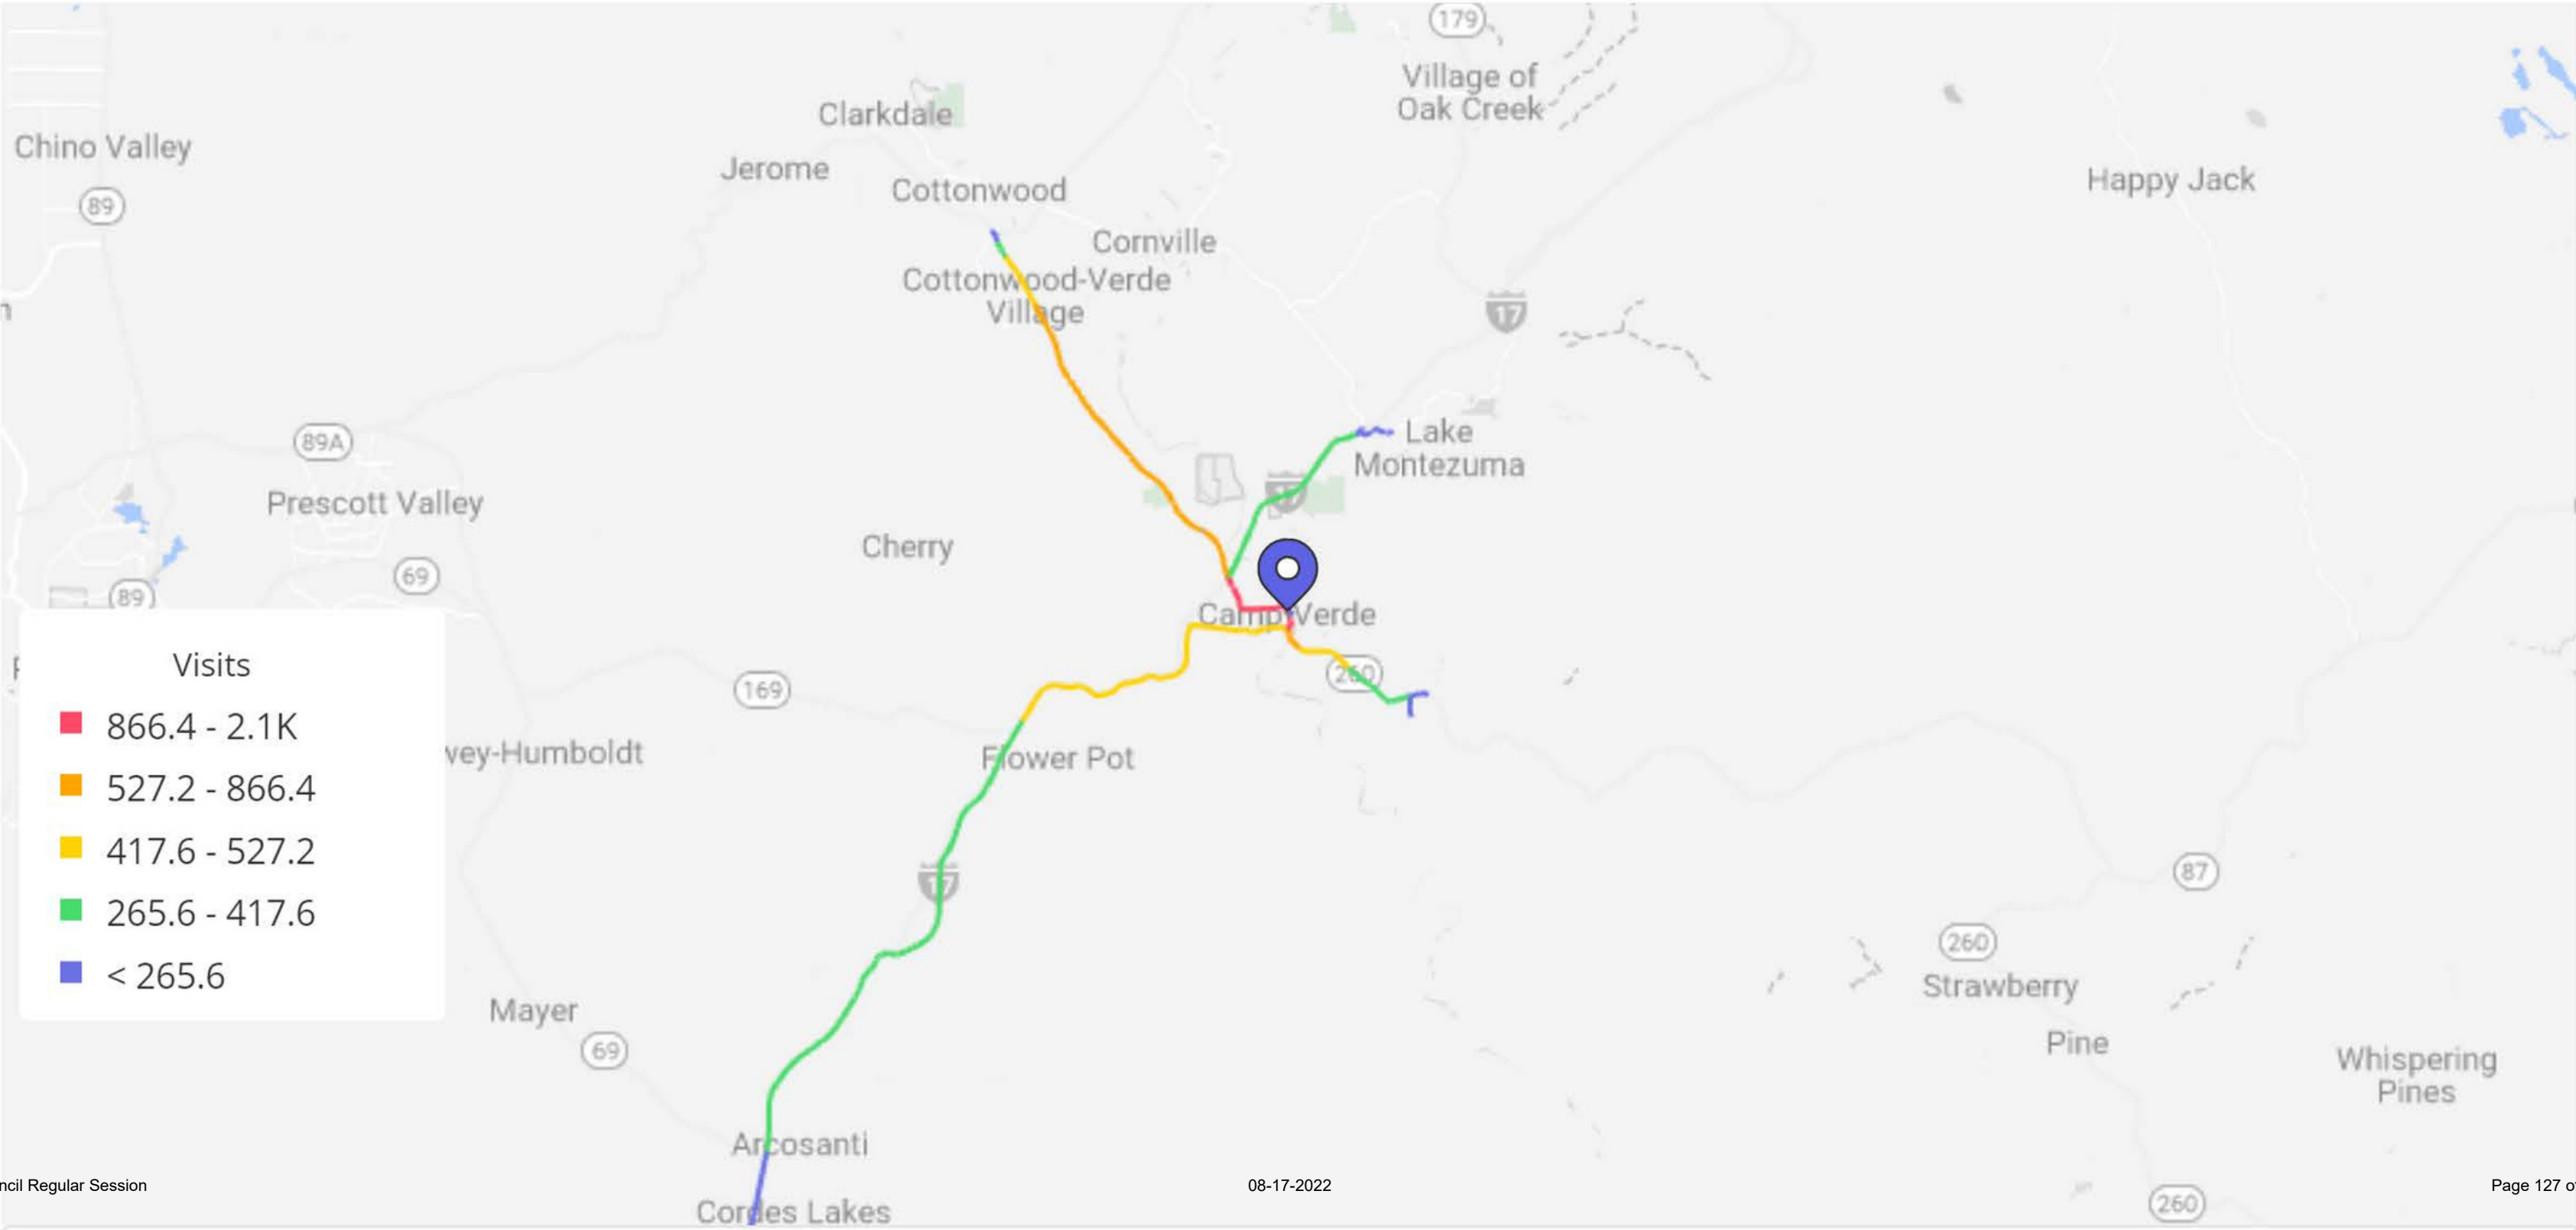 179
Village of
Oak Creek
Clarkdale
Chino Valley
Jerome
Happy Jack
Cottonwood
89
Cornville
Cottonwood-Verde
Village
17
Lake
Montezuma
89A
Prescott Valley
17
Cherry
69
89
Camp Verde
260
169
wey-Humboldt
Flower Pot
Visits
866.4 - 2.1K
527.2 - 866.4
417.6 - 527.2
265.6 - 417.6
< 265.6
17
87
260
Strawberry
Mayer
69
Pine
Whispering
Pines
Arcosanti
ncil Regular Session
08-17-2022
Page 127 o
260
Cordes Lakes